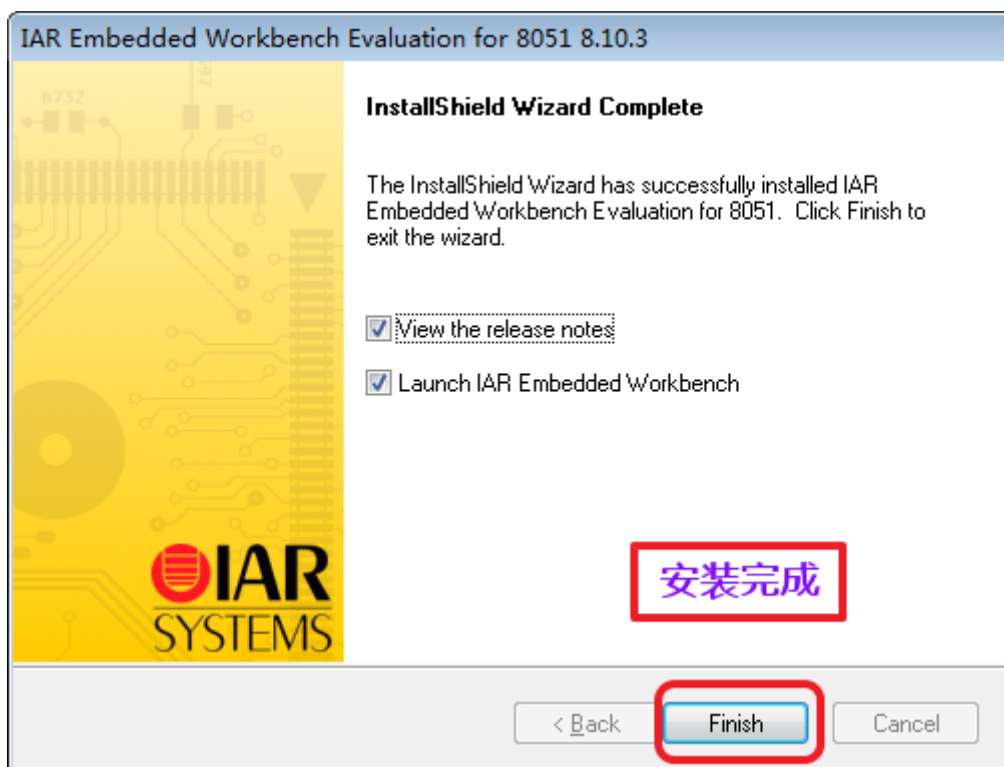 IAR Embedded Workbench Evaluation for 8051 8.10.3
h732
InstallShield Wizard Complete
The InstallShield Wizard has successfully installed IAR
Embedded Workbench Evaluation for 8051. Click Finish to
exit the wizard.
View the release notes
Launch IAR Embedded Workbench
安装完成
IAR
SYSTEMS
< Back
Finish
Cancel